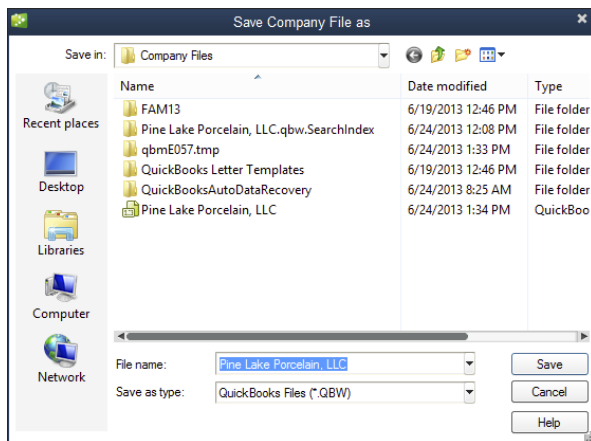 Save Company File as
Save in: Company Files
Name Date modified Type
FAM13 6/19/2013 12:46 PM File folder
Pine Lake Porcelain, LLC.qbw.SearchIndex 6/24/2013 12:08 PM File folder
qbmE057.tmp 6/24/2013 1:33 PM File folder
QuickBooks Letter Templates 6/19/2013 12:46 PM File folder
QuickBooksAutoDataRecovery 6/24/2013 8:25 AM File folder
Pine Lake Porcelain, LLC 6/24/2013 1:34 PM QuickBoo
Recent places
Desktop
Libraries
Computer
Network
File name: Pine Lake Porcelain, LLC Save
Save as type: QuickBooks Files (*.QBW) Cancel
Help